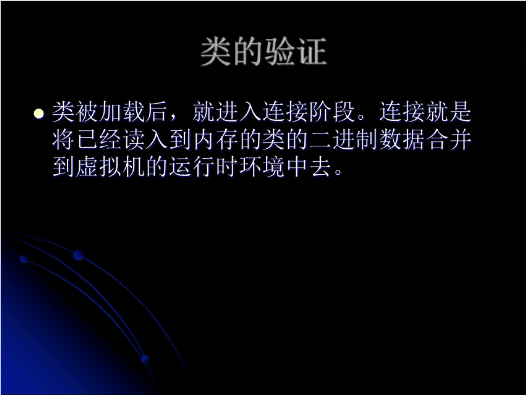 类的验证
类被加载后，就进入连接阶段。连接就是
将已经读入到内存的类的二进制数据合并
到虚拟机的运行时环境中去。